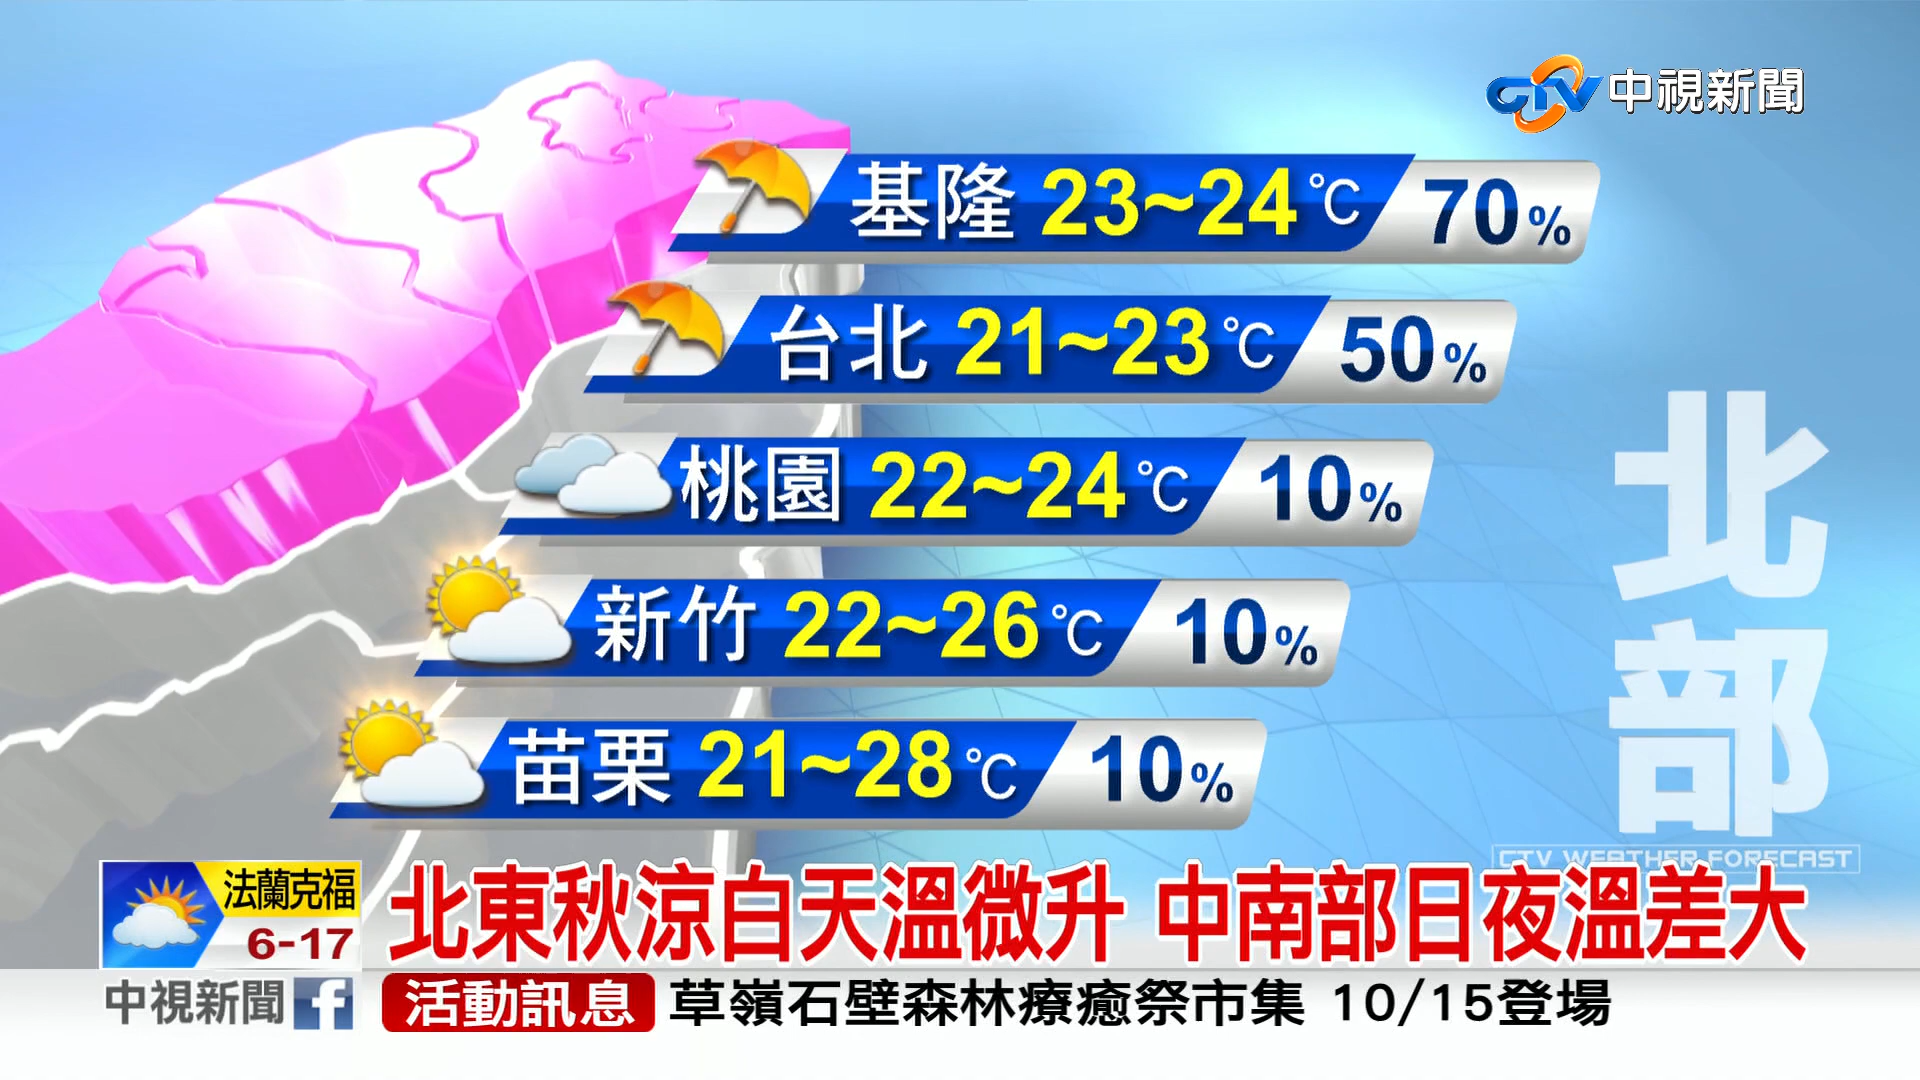 CTV 中視新聞
基隆 23~24℃ 70%
台北 21~23℃ 50%
桃園 22~24℃ 10%
新竹 22~26℃ 10%
苗栗 21~28℃ 10%
北部
CTV WEATHER FORECAST
法蘭克福
6-17
北東秋涼白天溫微升 中南部日夜溫差大
中視新聞 f 活動訊息 草嶺石壁森林療癒祭市集 10/15登場